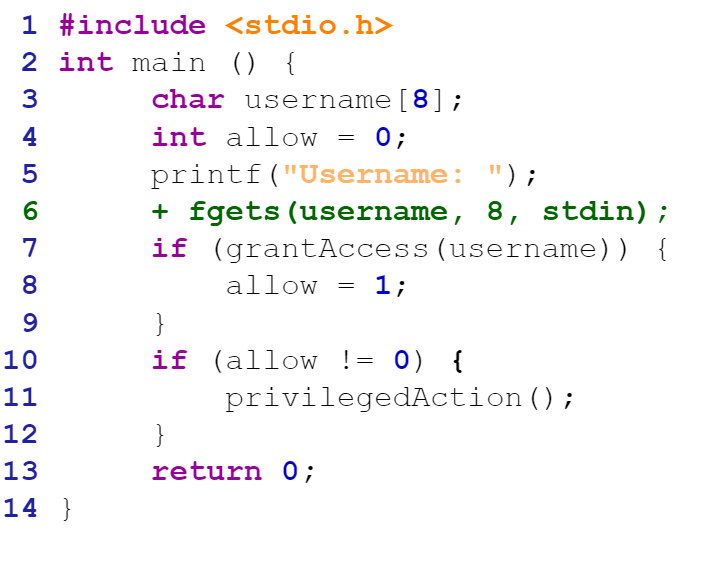 1 #include <stdio.h>
2 int main () {
3 char username[8];
4 int allow = 0;
5 printf("Username: ");
6 + fgets(username, 8, stdin);
7 if (grantAccess(username)) {
8 allow = 1;
9 }
10 if (allow != 0) {
11 privilegedAction();
12 }
13 return 0;
14 }